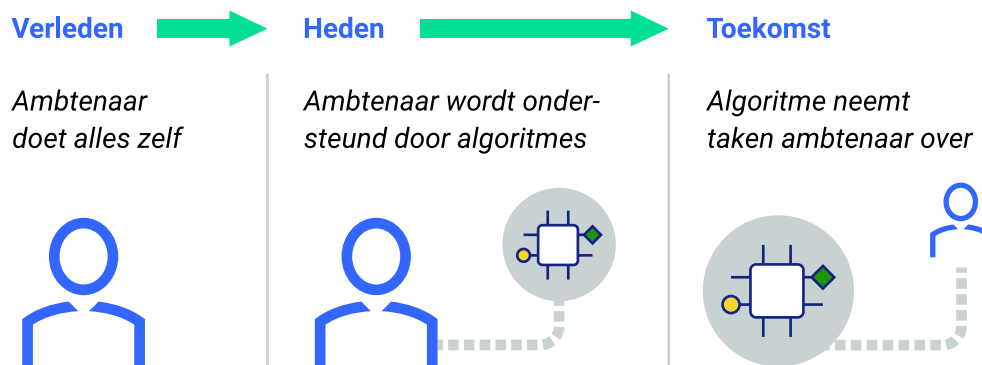 Verleden
Heden
Toekomst
Ambtenaar
doet alles zelf
Ambtenaar wordt onder-
steund door algoritmes
Algoritme neemt
taken ambtenaar over